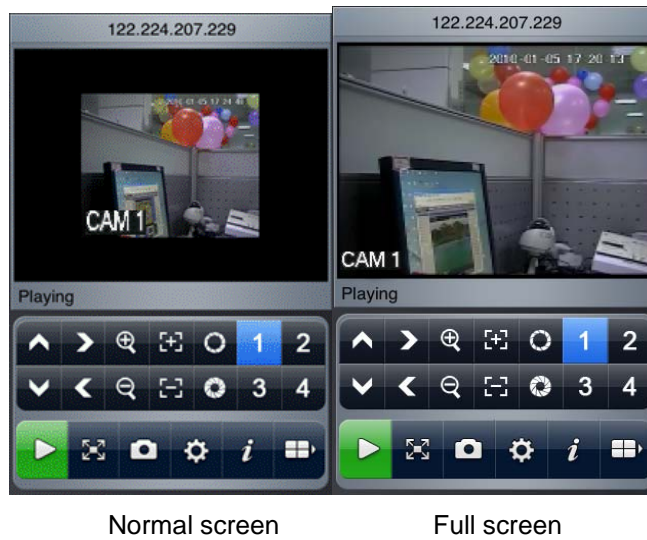 122.224.207.229
122.224.207.229
2010-01-05 17 20 13
CAM 1
CAM 1
Playing
Playing
1 2
3 4
i
1 2
3 4
i
Normal screen
Full screen